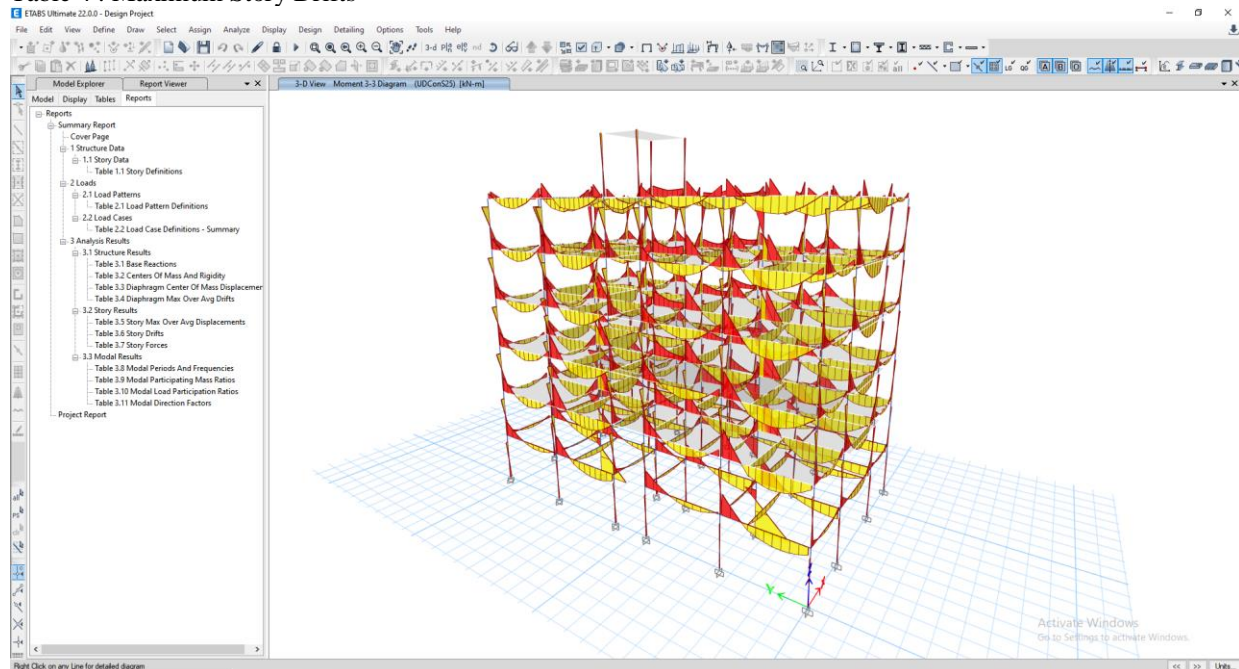 Table 7: Maximum Story Drifts
ETABS Ultimate 22.0.0 - Design Project
File Edit View Define Draw Select Assign Analyze Display Design Detailing Options Tools Help
Model Explorer Report Viewer
3-D View Moment 3-3 Diagram (UDConS25) [kN-m]
Model Display Tables Reports
Reports
Summary Report
Cover Page
1 Structure Data
1.1 Story Data
Table 1.1 Story Definitions
2 Loads
2.1 Load Patterns
Table 2.1 Load Pattern Definitions
2.2 Load Cases
Table 2.2 Load Case Definitions - Summary
3 Analysis Results
3.1 Structure Results
Table 3.1 Base Reactions
Table 3.2 Centers Of Mass And Rigidity
Table 3.3 Diaphragm Center Of Mass Displacemer
Table 3.4 Diaphragm Max Over Avg Drifts
3.2 Story Results
Table 3.5 Story Max Over Avg Displacements
Table 3.6 Story Drifts
Table 3.7 Story Forces
3.3 Modal Results
Table 3.8 Modal Periods And Frequencies
Table 3.9 Modal Participating Mass Ratios
Table 3.10 Modal Load Participation Ratios
Table 3.11 Modal Direction Factors
Project Report
Activate Windows
Go to Settings to activate Windows.
Right Click on any Line for detailed diagram
<< >> Units...